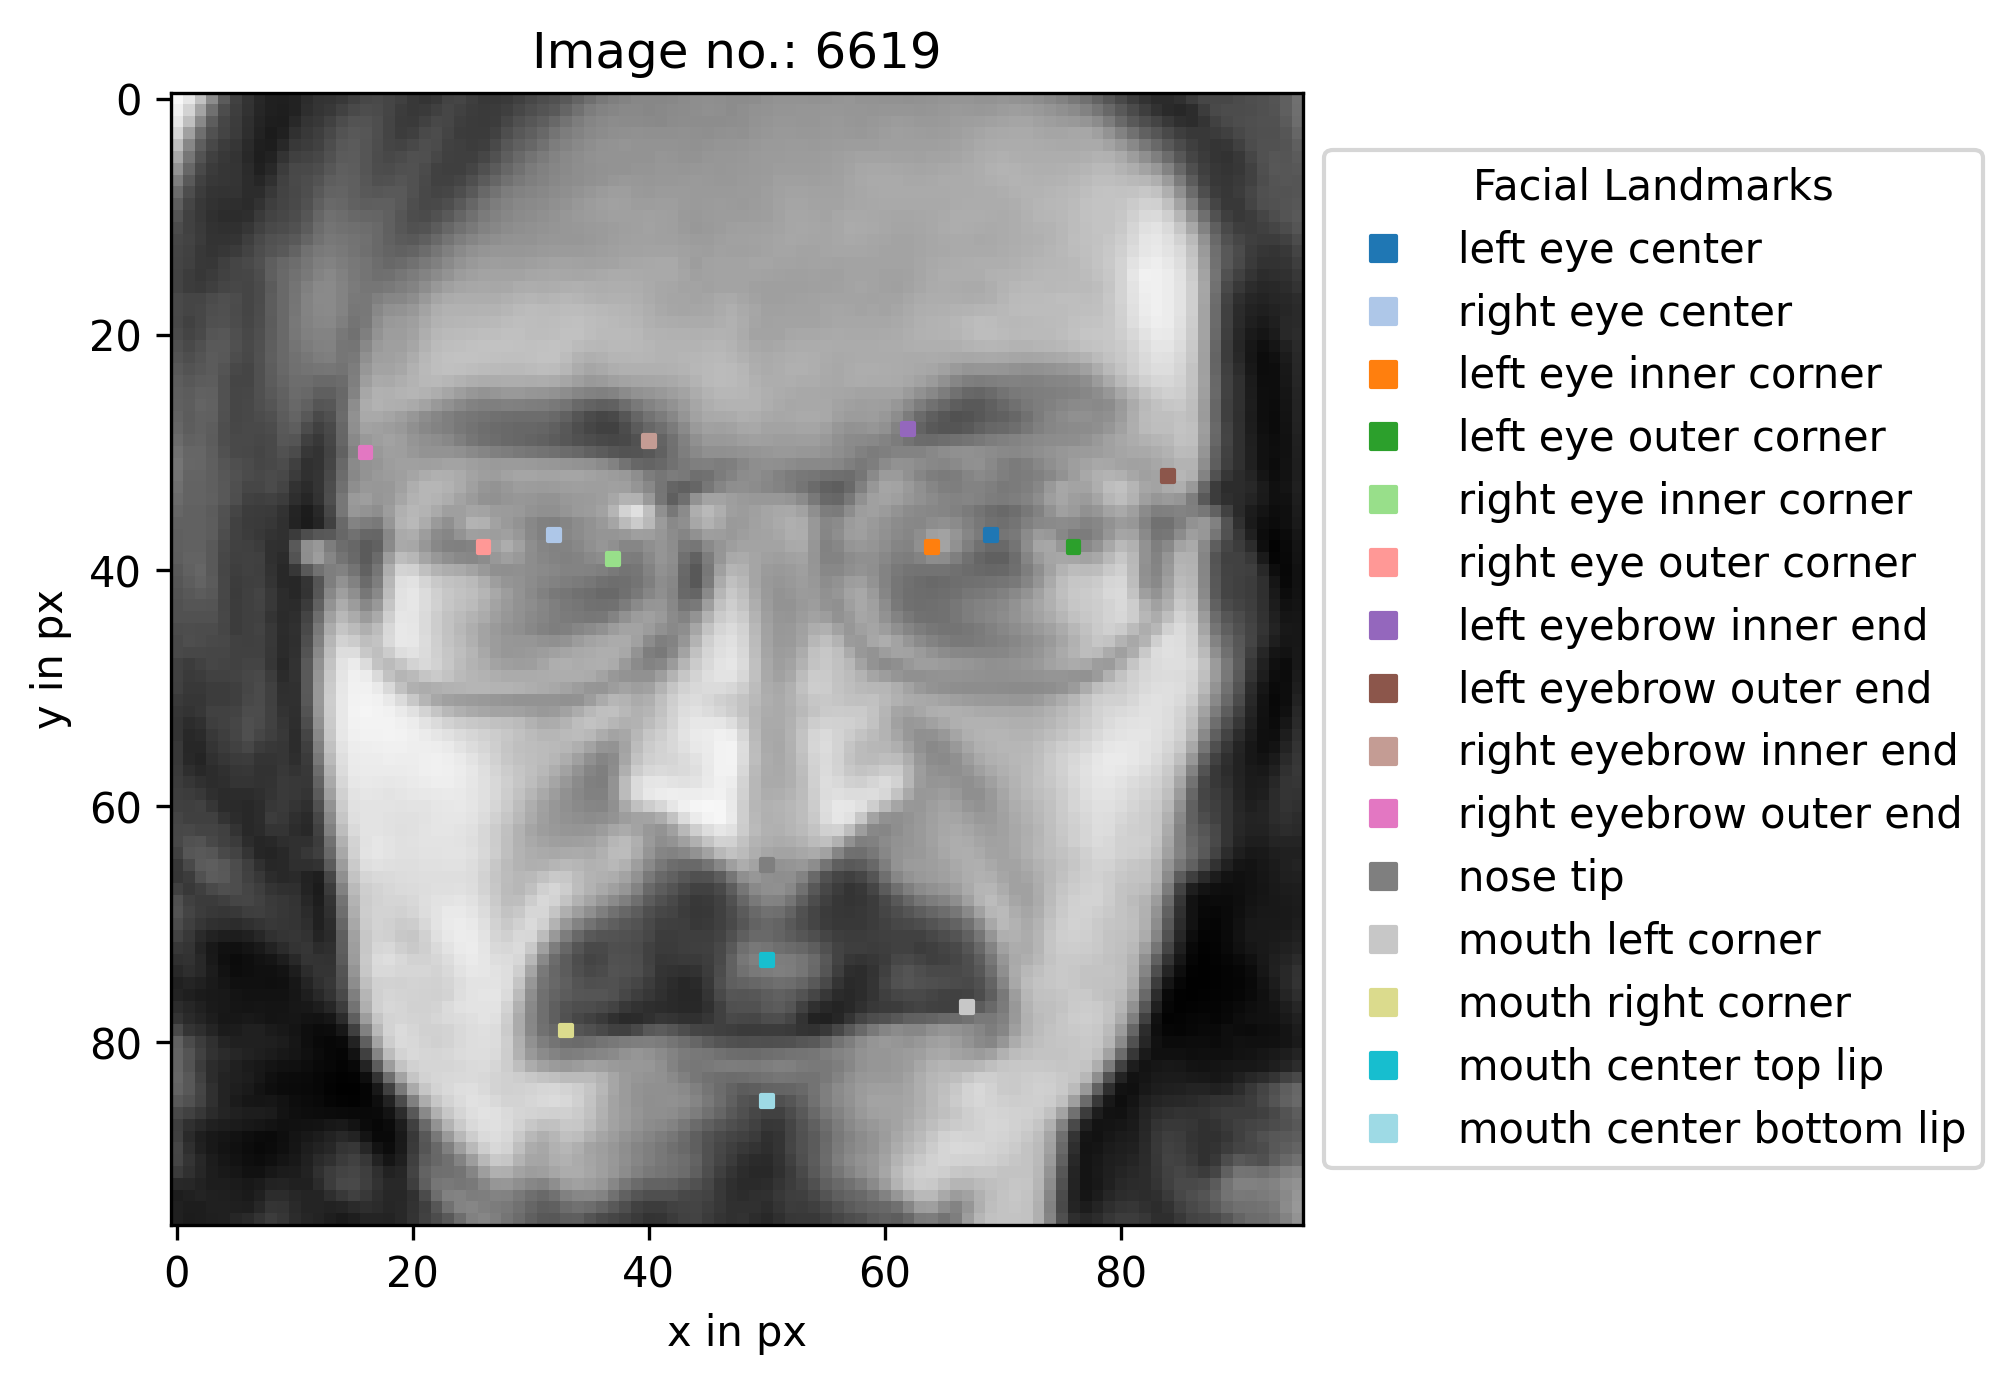 Image no.: 6619
0
20
40
60
80
y in px
0 20 40 60 80
x in px
Facial Landmarks
left eye center
right eye center
left eye inner corner
left eye outer corner
right eye inner corner
right eye outer corner
left eyebrow inner end
left eyebrow outer end
right eyebrow inner end
right eyebrow outer end
nose tip
mouth left corner
mouth right corner
mouth center top lip
mouth center bottom lip